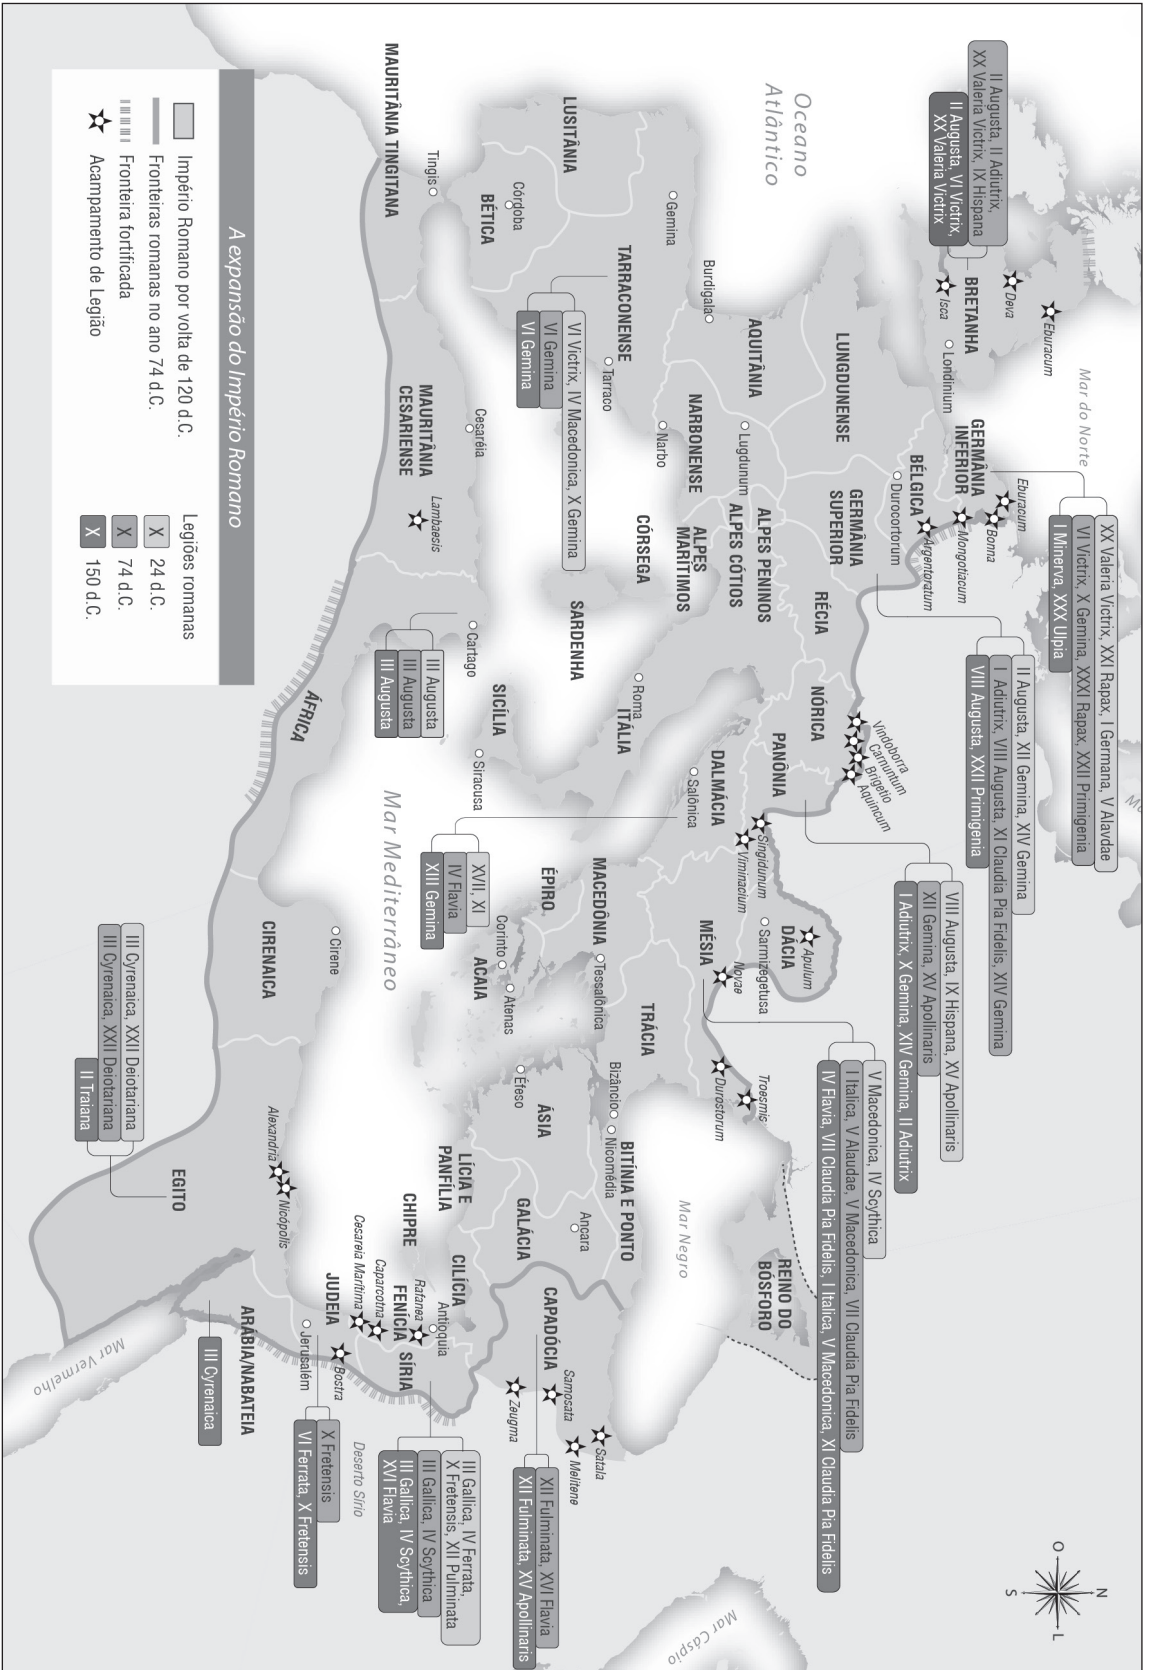 A expansão do Império Romano
Império Romano por volta de 120 d.C.
Fronteiras romanas no ano 74 d.C.
Fronteira fortificada
Acampamento de Legião
Legiões romanas
X 24 d.C.
X 74 d.C.
X 150 d.C.
N
O
L
S
Oceano
Atlântico
Mar do Norte
Mar Mediterrâneo
Mar Negro
Mar Cáspio
Mar Vermelho
Deserto Sírio
II Augusta, II Adiutrix,
XX Valeria Victrix, IX Hispana
II Augusta, VI Victrix,
XX Valeria Victrix
BRETANHA
Eburacum
Deva
Isca
Londinium
XX Valeria Victrix, XXI Rapax, I Germana, V Alavdae
VI Victrix, X Gemina, XXXI Rapax, XXII Primigenia
I Minerva, XXX Ulpia
GERMÂNIA
INFERIOR
Eburacum
Bonna
Mongotiacum
Argentoratum
BÉLGICA
Durocortorum
GERMÂNIA
SUPERIOR
II Augusta, XII Gemina, XIV Gemina
I Adiutrix, VIII Augusta, XI Claudia Pia Fidelis, XIV Gemina
VIII Augusta, XXII Primigenia
LUNGDUNENSE
AQUITÂNIA
Burdigala
Lugdunum
NARBONENSE
Narbo
ALPES PENINOS
ALPES CÓTIOS
ALPES
MARÍTIMOS
RÉCIA
NÓRICA
PANÔNIA
Vindoborra
Carnuntum
Brigetio
Aquincum
VIII Augusta, IX Hispana, XV Apollinaris
XII Gemina, XV Apollinaris
I Adiutrix, X Gemina, XIV Gemina, II Adiutrix
DALMÁCIA
Salônica
Singidunum
Viminacium
XVII. XI
IV Flavia
XIII Gemina
DÁCIA
Apulum
Sarmizegetusa
MÉSIA
Novae
Durostorum
Troesmis
V Macedonica, IV Scythica
I Italica, V Alaudae, V Macedonica, VII Claudia Pia Fidelis
IV Flavia, VII Claudia Pia Fidelis, I Italica, V Macedonica, XI Claudia Pia Fidelis
REINO DO
BÓSFORO
LUSITÂNIA
Gemina
TARRACONENSE
Tarraco
BÉTICA
Córdoba
VI Victrix, IV Macedonica, X Gemina
VI Gemina
VI Gemina
CÓRSEGA
SARDENHA
Roma
ITÁLIA
SICÍLIA
Siracusa
MACEDÔNIA
Tessalônica
ÉPIRO
ACAIA
Corinto
Atenas
TRÁCIA
Bizâncio
Nicomédia
BITÍNIA E PONTO
ÁSIA
Éfeso
Ancara
GALÁCIA
LÍCIA E
PANFÍLIA
CILÍCIA
CAPADÓCIA
Samosata
Satala
Melitene
Zeugma
XII Fulminata, XVI Flavia
XII Fulminata, XV Apollinaris
CHIPRE
Antioquia
Rafanea
FENÍCIA
SÍRIA
III Gallica, IV Ferrata,
X Fretensis, XII Pulminata
III Gallica, IV Scythica
III Gallica, IV Scythica,
XVI Flavia
Caparcotna
Cesareia Marítima
JUDEIA
Jerusalém
Bostra
X Fretensis
VI Ferrata, X Fretensis
ARÁBIA/NABATEIA
III Cyrenaica
MAURITÂNIA TINGITANA
Tingis
MAURITÂNIA
CESARIENSE
Cesaréia
Lambaesis
Cartago
III Augusta
III Augusta
III Augusta
ÁFRICA
CIRENAICA
Cirene
EGITO
Alexandria
Nicópolis
III Cyrenaica, XXII Deiotariana
III Cyrenaica, XXII Deiotariana
II Traiana